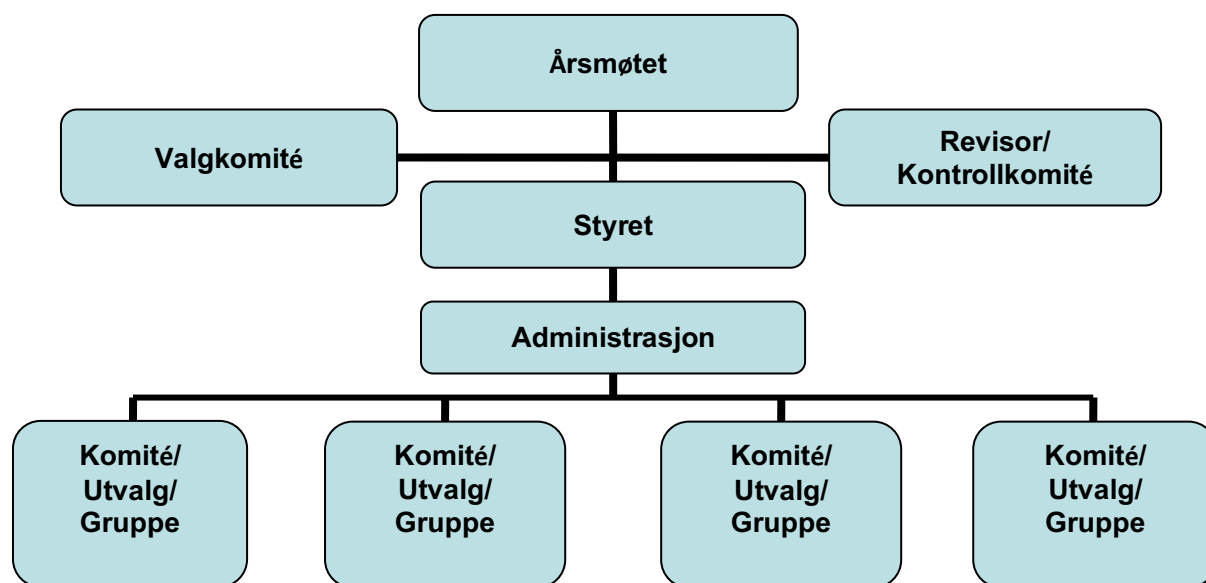 Årsmøtet
Valgkomité
Revisor/
Kontrollkomité
Styret
Administrasjon
Komité/
Utvalg/
Gruppe
Komité/
Utvalg/
Gruppe
Komité/
Utvalg/
Gruppe
Komité/
Utvalg/
Gruppe